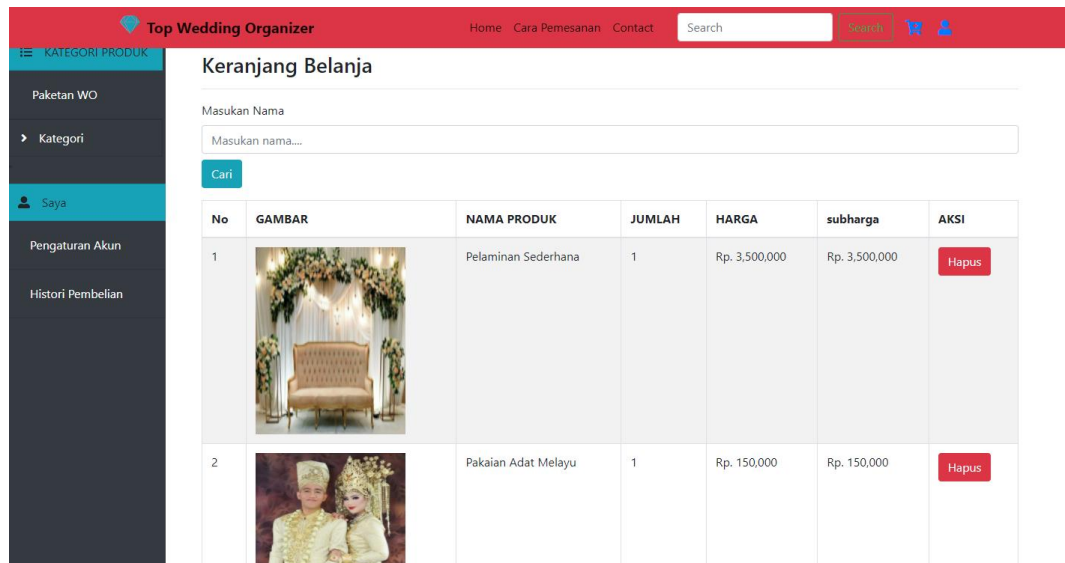 Top Wedding Organizer Home Cara Pemesanan Contact Search Search
KATEGORI PRODUK
Paketan WO
Kategori
Saya
Pengaturan Akun
Histori Pembelian
Keranjang Belanja
Masukan Nama
Masukan nama....
Cari
No GAMBAR NAMA PRODUK JUMLAH HARGA subharga AKSI
1 Pelaminan Sederhana 1 Rp. 3,500,000 Rp. 3,500,000 Hapus
2 Pakaian Adat Melayu 1 Rp. 150,000 Rp. 150,000 Hapus